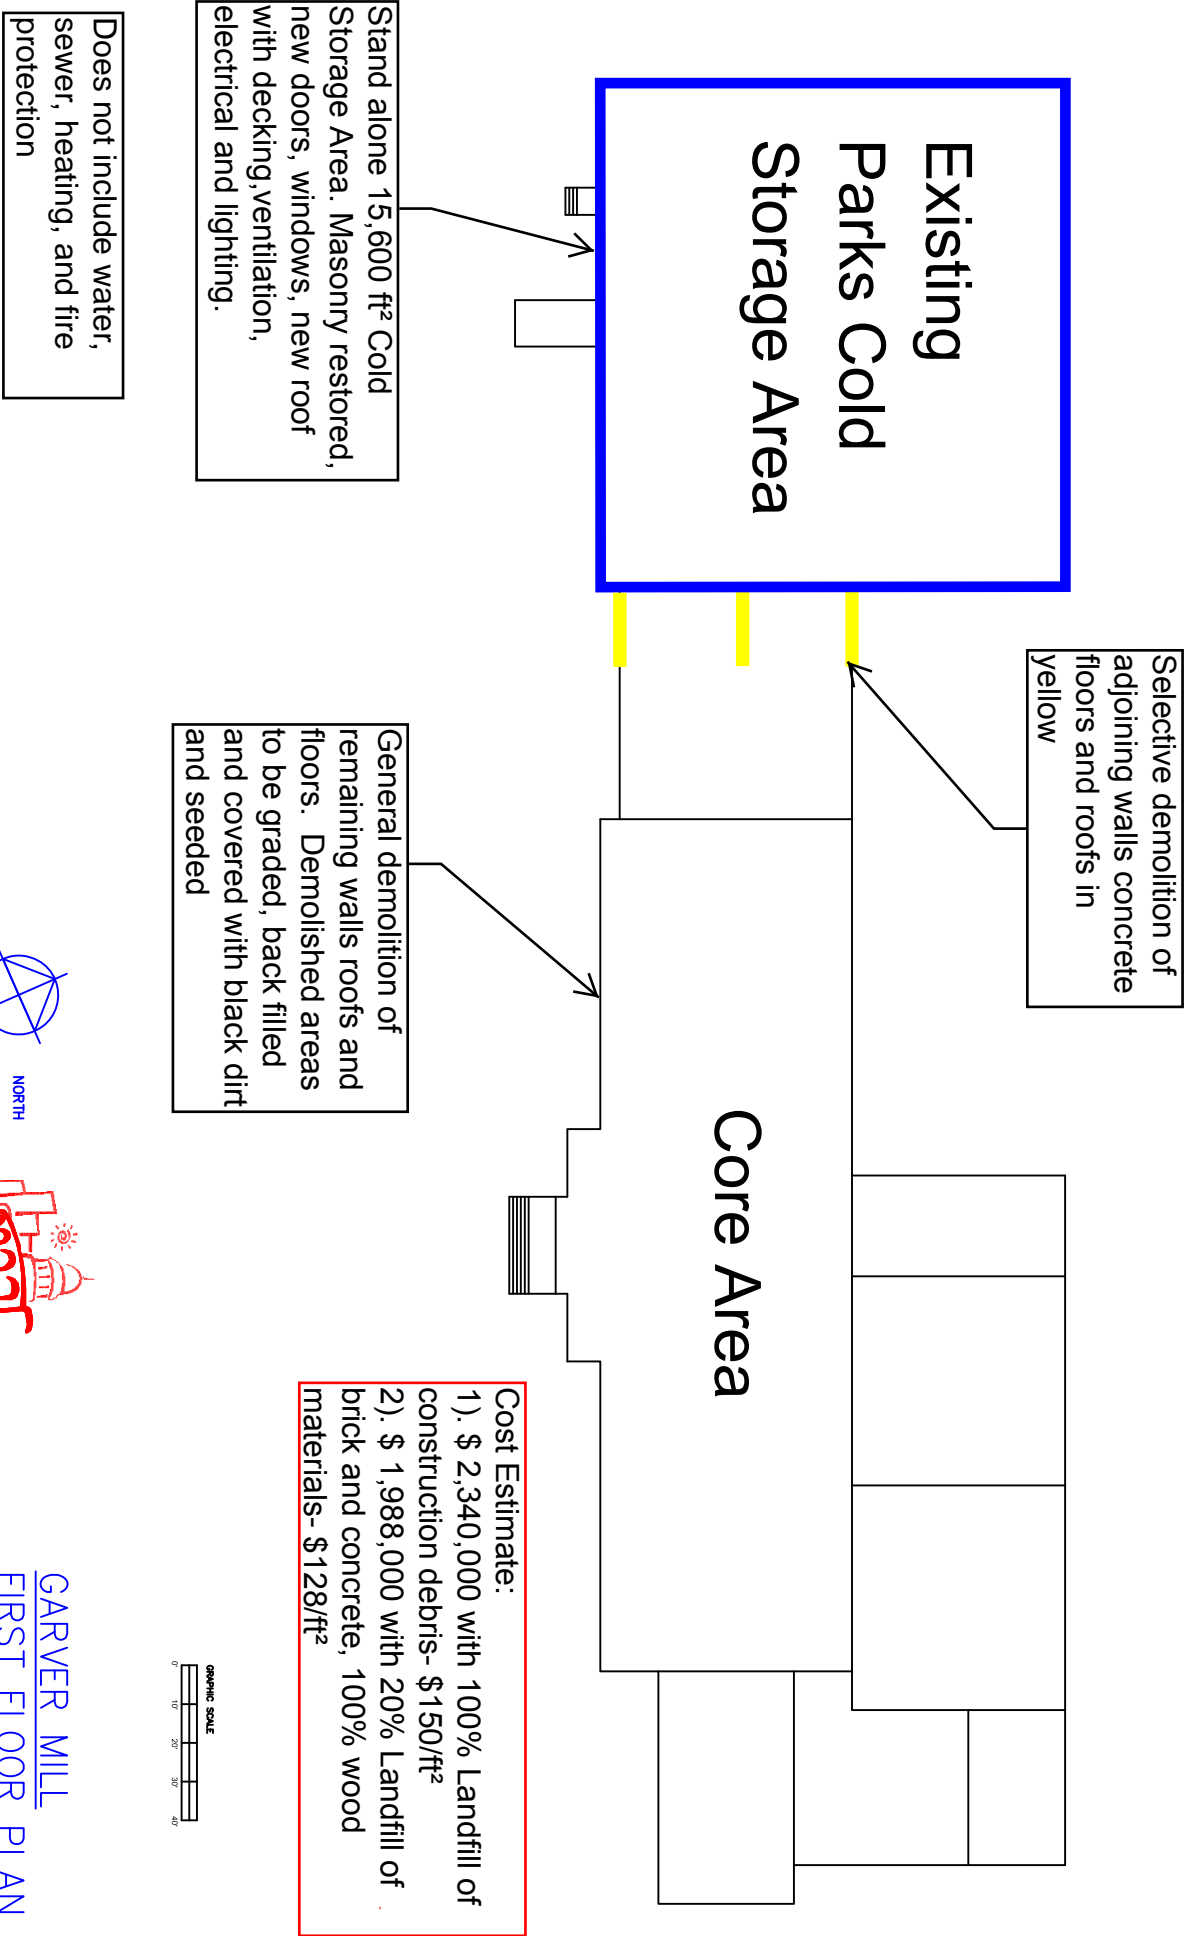 Existing
Parks Cold
Storage Area
Selective demolition of
adjoining walls concrete
floors and roofs in
yellow
Core Area
Stand alone 15,600 ft² Cold
Storage Area. Masonry restored,
new doors, windows, new roof
with decking,ventilation,
electrical and lighting.
General demolition of
remaining walls roofs and
floors. Demolished areas
to be graded, back filled
and covered with black dirt
and seeded
Cost Estimate:
1). $ 2,340,000 with 100% Landfill of
construction debris- $150/ft²
2). $ 1,988,000 with 20% Landfill of
brick and concrete, 100% wood
materials- $128/ft²
Does not include water,
sewer, heating, and fire
protection
NORTH
GRAPHIC SCALE
0' 10' 20' 30' 40'
GARVER MILL
FIRST FLOOR PLAN